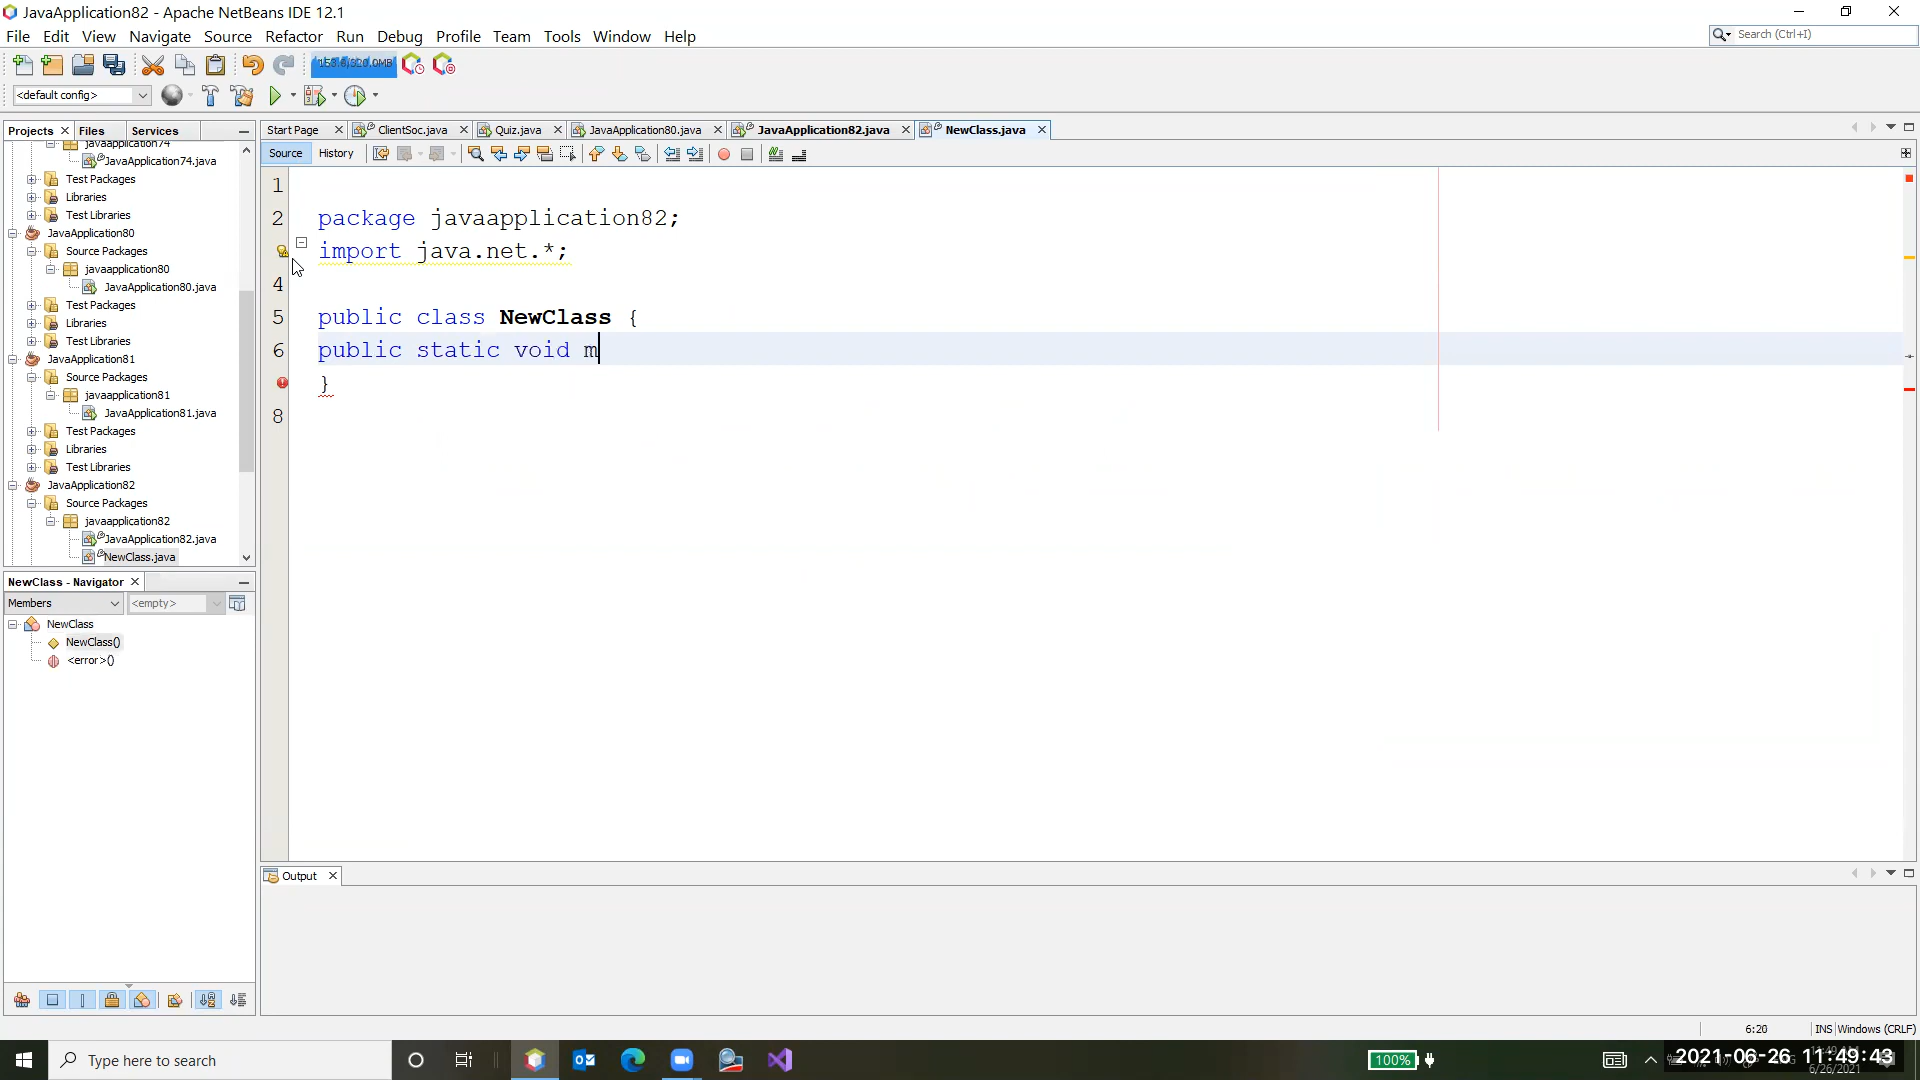 JavaApplication82 - Apache NetBeans IDE 12.1
File Edit View Navigate Source Refactor Run Debug Profile Team Tools Window Help
Search (Ctrl+I)
153.6/320.0MB
<default config>
Projects Files Services
Start Page ClientSoc.java Quiz.java JavaApplication80.java JavaApplication82.java NewClass.java
Source History
javaapplication74
JavaApplication74.java
Test Packages
Libraries
Test Libraries
JavaApplication80
Source Packages
javaapplication80
JavaApplication80.java
Test Packages
Libraries
Test Libraries
JavaApplication81
Source Packages
javaapplication81
JavaApplication81.java
Test Packages
Libraries
Test Libraries
JavaApplication82
Source Packages
javaapplication82
JavaApplication82.java
NewClass.java
1
2 package javaapplication82;
import java.net.*;
4
5 public class NewClass {
6 public static void m
}
8
NewClass - Navigator
Members <empty>
NewClass
NewClass()
<error>()
Output
6:20 INS Windows (CRLF)
Type here to search
100%
2021-06-26 11:49:43
6/26/2021